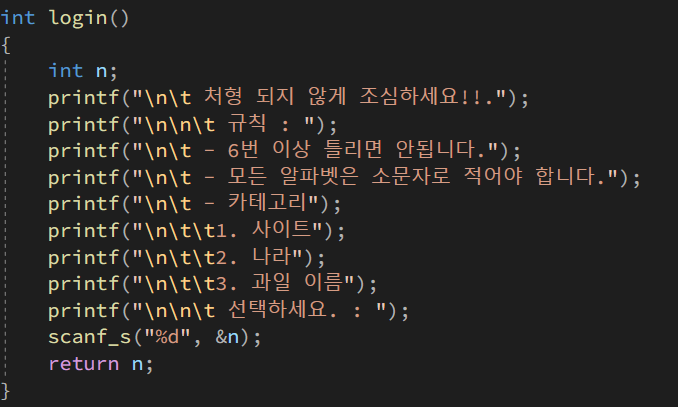 int login()
{
    int n;
    printf("\n\t 처형 되지 않게 조심하세요!!.");
    printf("\n\n\t 규칙 : ");
    printf("\n\t - 6번 이상 틀리면 안됩니다.");
    printf("\n\t - 모든 알파벳은 소문자로 적어야 합니다.");
    printf("\n\t - 카테고리");
    printf("\n\t\t1. 사이트");
    printf("\n\t\t2. 나라");
    printf("\n\t\t3. 과일 이름");
    printf("\n\n\t 선택하세요. : ");
    scanf_s("%d", &n);
    return n;
}